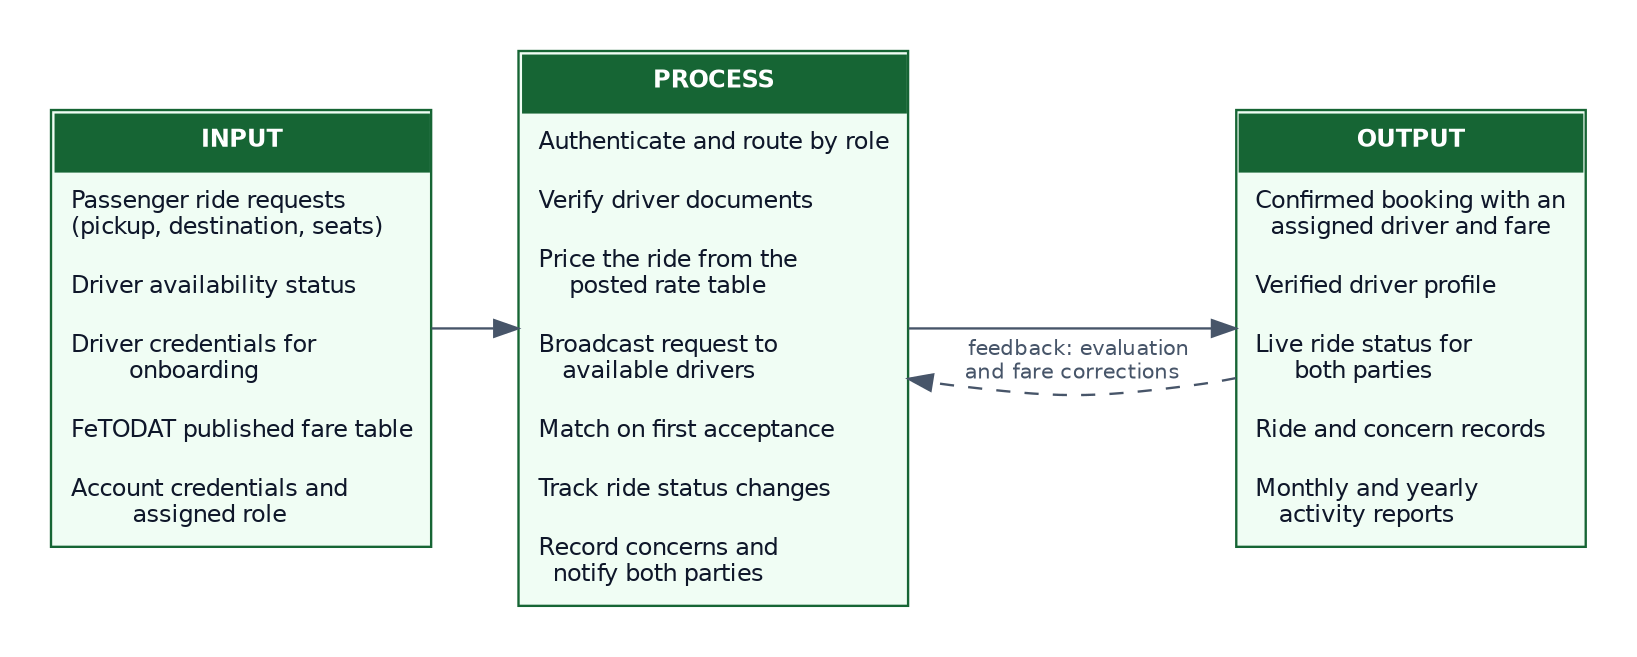 INPUT
Passenger ride requests
(pickup, destination, seats)
Driver availability status
Driver credentials for
onboarding
FeTODAT published fare table
Account credentials and
assigned role
PROCESS
Authenticate and route by role
Verify driver documents
Price the ride from the
posted rate table
Broadcast request to
available drivers
Match on first acceptance
Track ride status changes
Record concerns and
notify both parties
feedback: evaluation
and fare corrections
OUTPUT
Confirmed booking with an
assigned driver and fare
Verified driver profile
Live ride status for
both parties
Ride and concern records
Monthly and yearly
activity reports